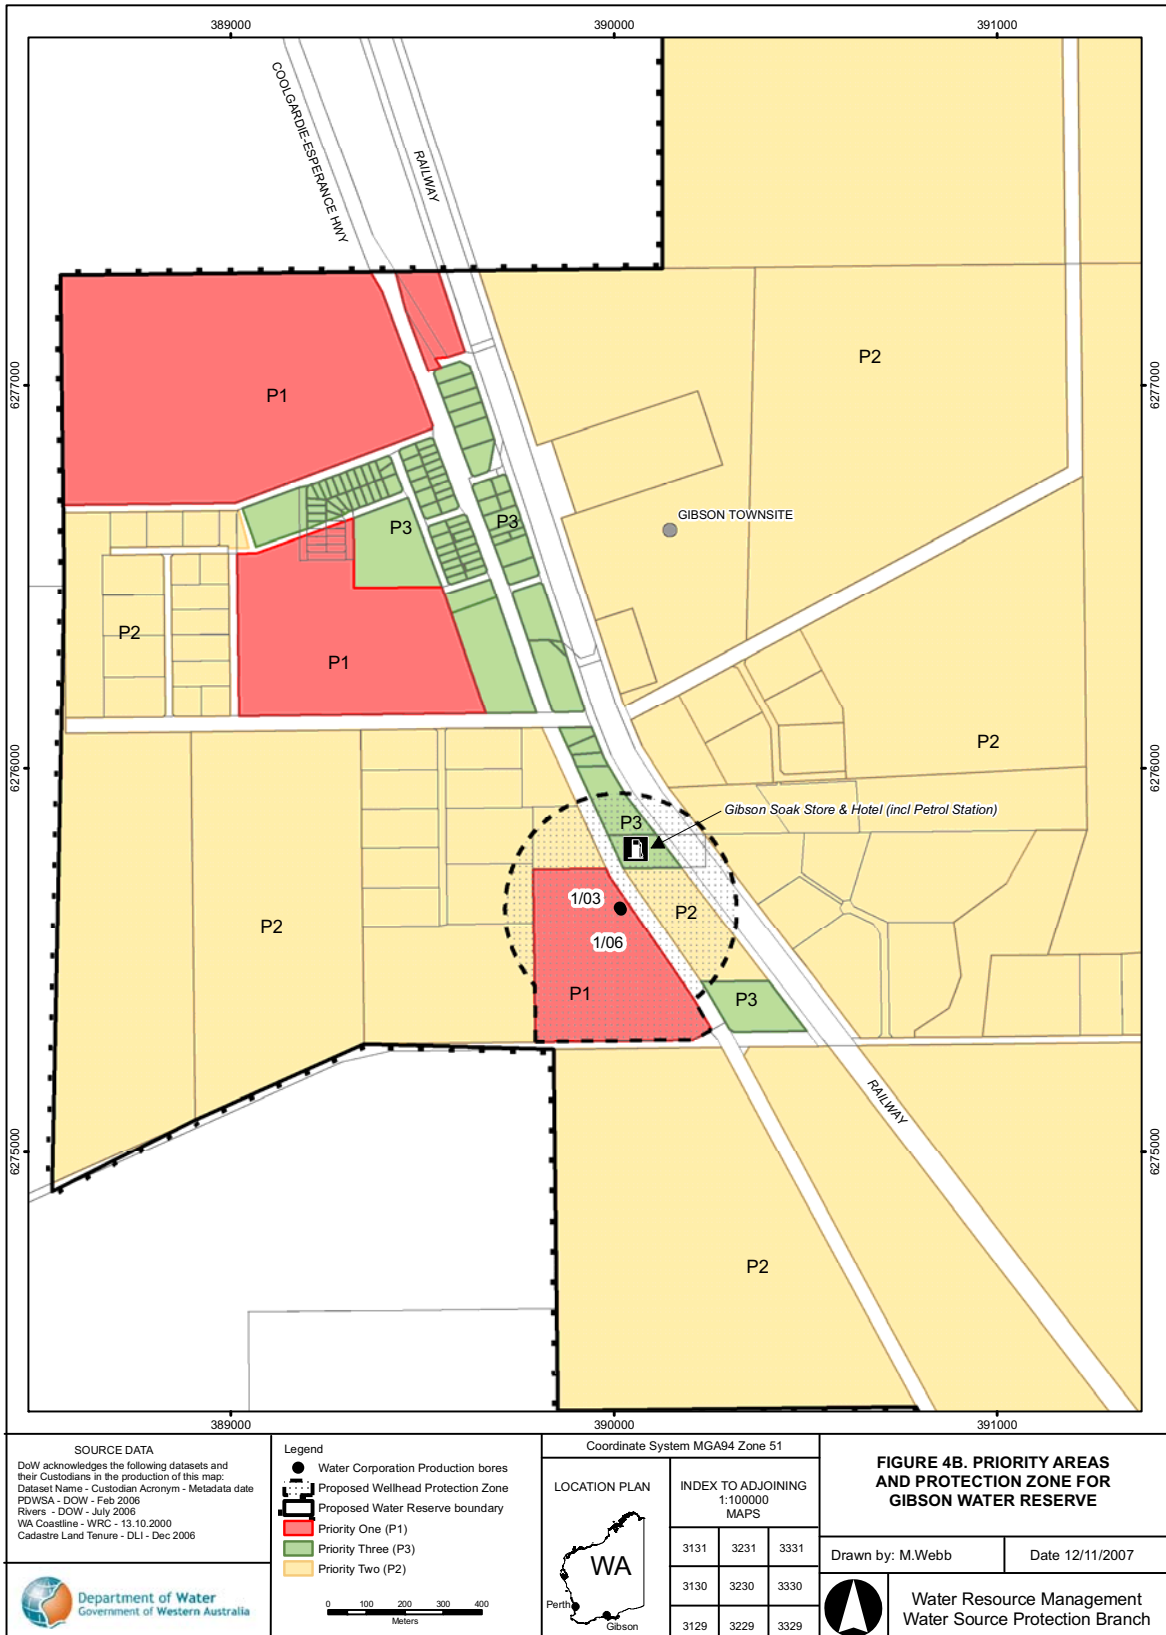 389000
390000
391000
COOLGARDIE-ESPERANCE HWY
RAILWAY
6277000
6277000
P1
P2
GIBSON TOWNSITE
P3
P3
P2
P1
P2
6276000
6276000
Gibson Soak Store & Hotel (incl Petrol Station)
P3
1/03
P2
P2
1/06
P1
P3
RAILWAY
6275000
6275000
P2
389000
390000
391000
SOURCE DATA
DoW acknowledges the following datasets and
their Custodians in the production of this map:
Dataset Name - Custodian Acronym - Metadata date
PDWSA - DOW - Feb 2006
Rivers - DOW - July 2006
WA Coastline - WRC - 13.10.2000
Cadastre Land Tenure - DLI - Dec 2006
Department of Water
Government of Western Australia
Legend
Water Corporation Production bores
Proposed Wellhead Protection Zone
Proposed Water Reserve boundary
Priority One (P1)
Priority Three (P3)
Priority Two (P2)
0 100 200 300 400
Meters
Coordinate System MGA94 Zone 51
LOCATION PLAN
WA
Perth
Gibson
INDEX TO ADJOINING
1:100000
MAPS
3131 3231 3331
3130 3230 3330
3129 3229 3329
FIGURE 4B. PRIORITY AREAS
AND PROTECTION ZONE FOR
GIBSON WATER RESERVE
Drawn by: M.Webb
Date 12/11/2007
Water Resource Management
Water Source Protection Branch